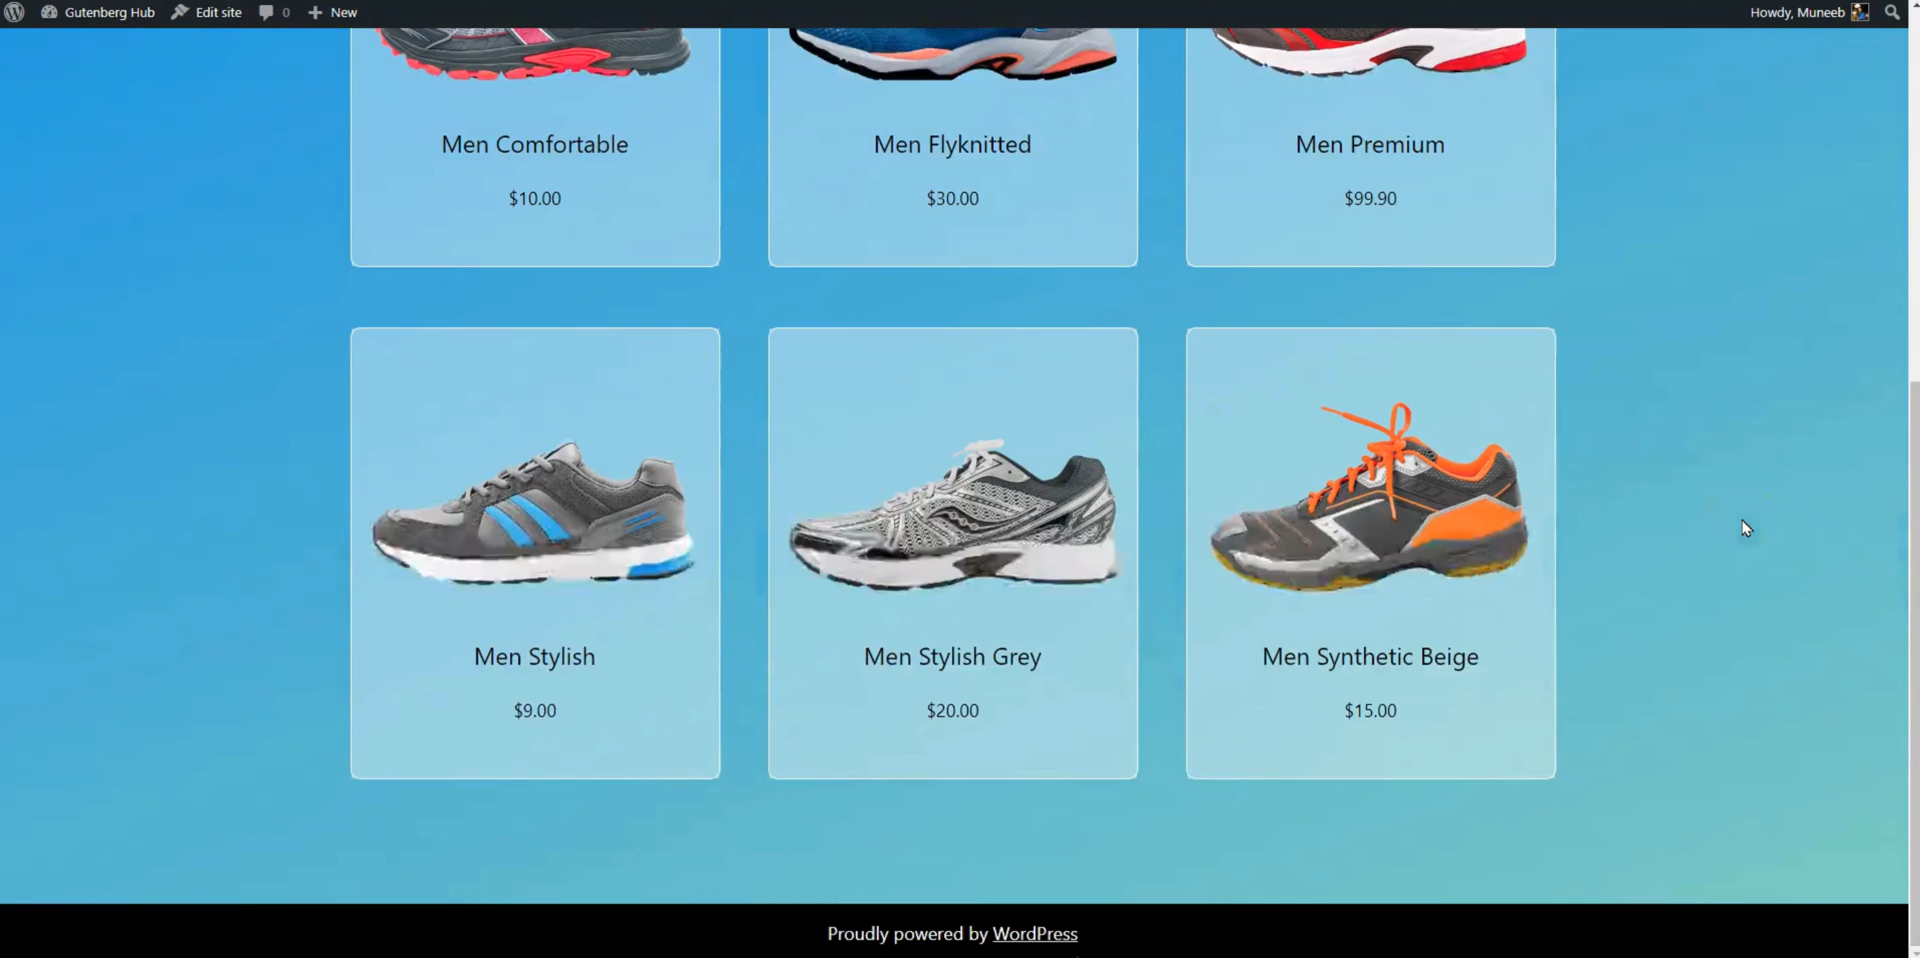 Gutenberg Hub Edit site 0 New Howdy, Muneeb
Men Comfortable Men Flyknitted Men Premium
$10.00 $30.00 $99.90
Men Stylish Men Stylish Grey Men Synthetic Beige
$9.00 $20.00 $15.00
Proudly powered by WordPress